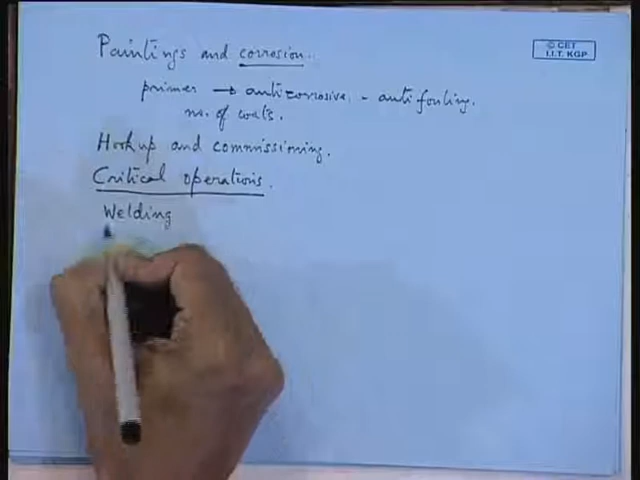 © CET
I.I.T. KGP
Paintings and corrosion..
primer → anticorrosive, - antifouling.
no. of coats.
Hookup and commissioning.
Critical operations.
Welding